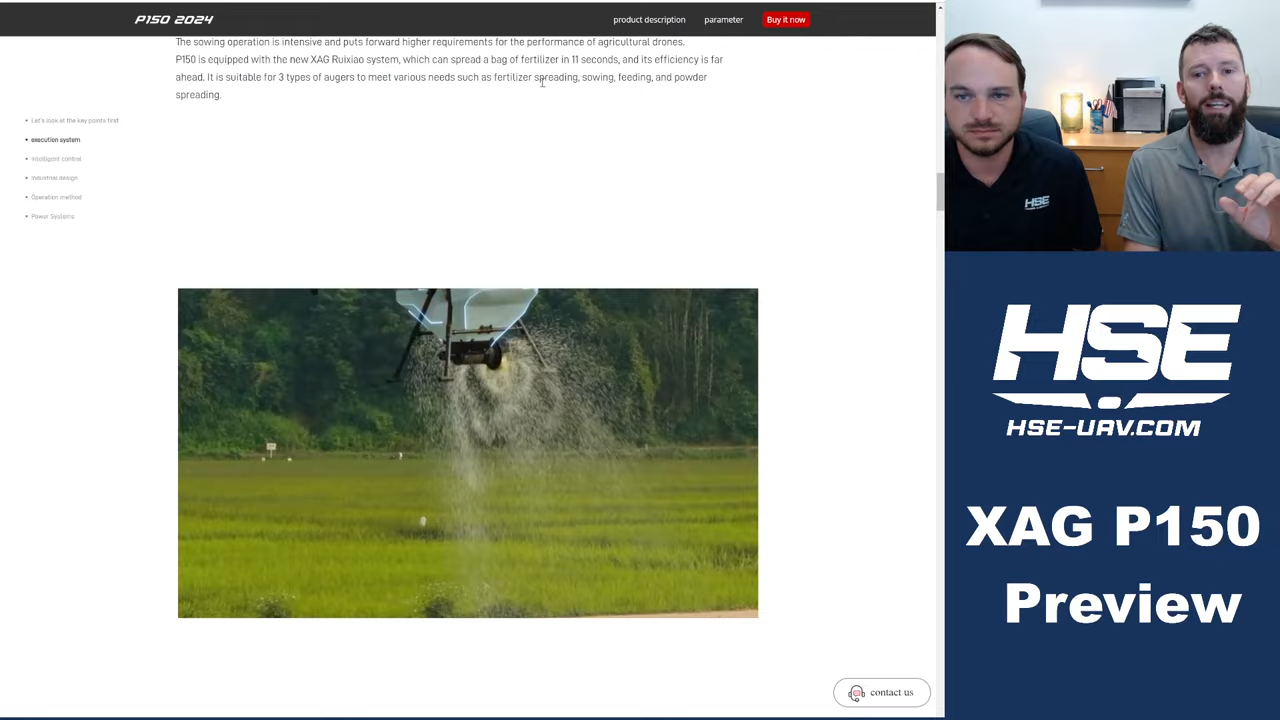 P150 2024
product description
parameter
Buy it now
The sowing operation is intensive and puts forward higher requirements for the performance of agricultural drones.
P150 is equipped with the new XAG Ruixiao system, which can spread a bag of fertilizer in 11 seconds, and its efficiency is far
ahead. It is suitable for 3 types of augers to meet various needs such as fertilizer spreading, sowing, feeding, and powder
spreading.
Let's look at the key points first
execution system
Intelligent control
Industrial design
Operation method
Power Systems
HSE
HSE
HSE-UAV.COM
XAG P150
Preview
contact us